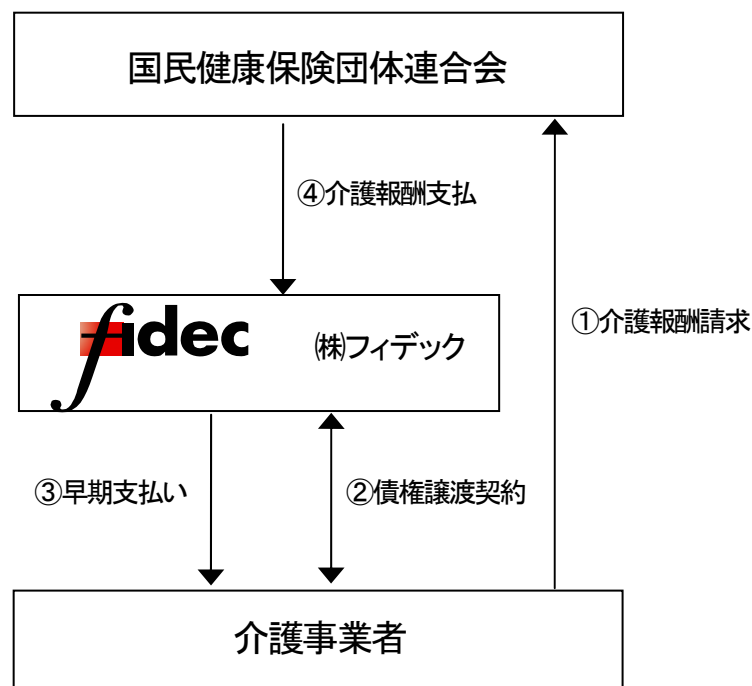 国民健康保険団体連合会
④介護報酬支払
①介護報酬請求
fidec ㈱フィデック
③早期支払い
②債権譲渡契約
介護事業者